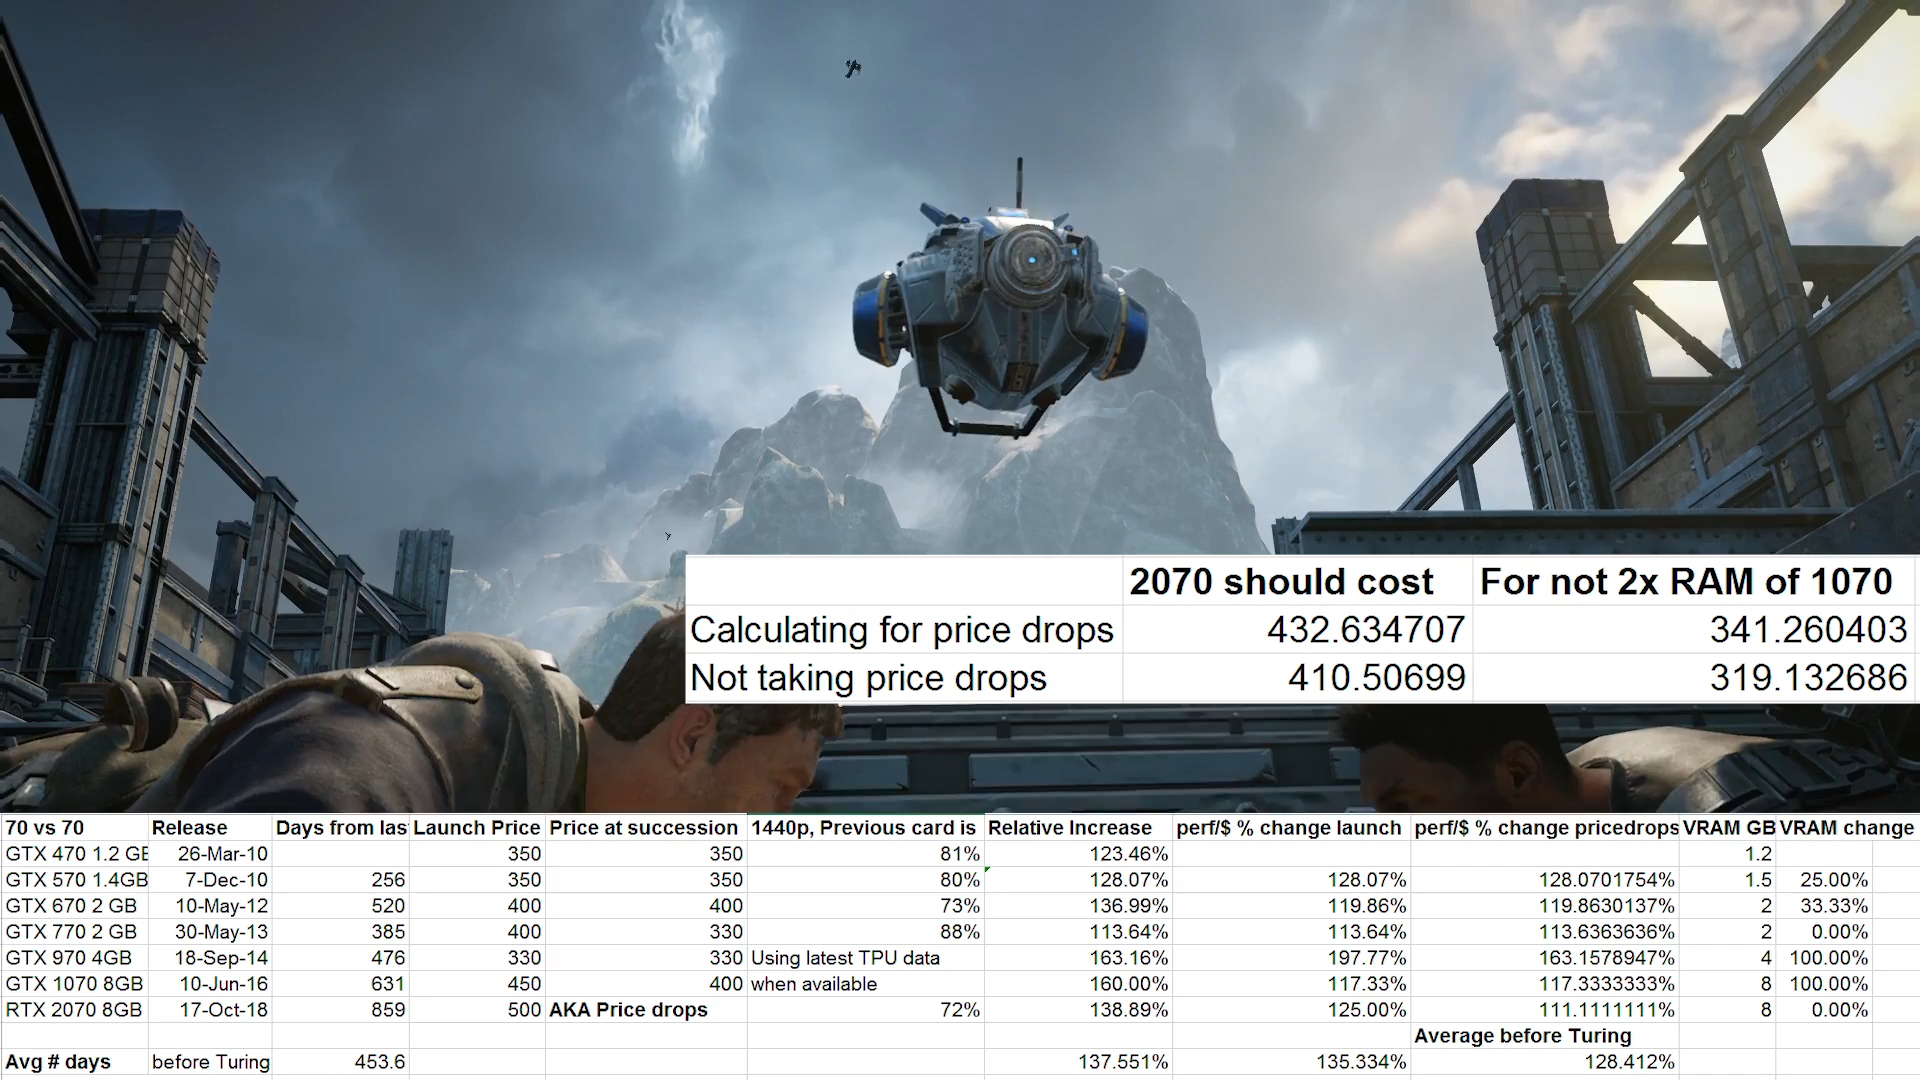 2070 should cost For not 2x RAM of 1070
Calculating for price drops 432.634707 341.260403
Not taking price drops 410.50699 319.132686
70 vs 70 Release Days from las Launch Price Price at succession 1440p, Previous card is Relative Increase perf/$ % change launch perf/$ % change pricedrops VRAM GB VRAM change
GTX 470 1.2 GB 26-Mar-10 350 350 81% 123.46% 1.2
GTX 570 1.4GB 7-Dec-10 256 350 350 80% 128.07% 128.07% 128.0701754% 1.5 25.00%
GTX 670 2 GB 10-May-12 520 400 400 73% 136.99% 119.86% 119.8630137% 2 33.33%
GTX 770 2 GB 30-May-13 385 400 330 88% 113.64% 113.64% 113.6363636% 2 0.00%
GTX 970 4GB 18-Sep-14 476 330 330 Using latest TPU data 163.16% 197.77% 163.1578947% 4 100.00%
GTX 1070 8GB 10-Jun-16 631 450 400 when available 160.00% 117.33% 117.3333333% 8 100.00%
RTX 2070 8GB 17-Oct-18 859 500 AKA Price drops 72% 138.89% 125.00% 111.1111111% 8 0.00%
Average before Turing
Avg # days before Turing 453.6 137.551% 135.334% 128.412%